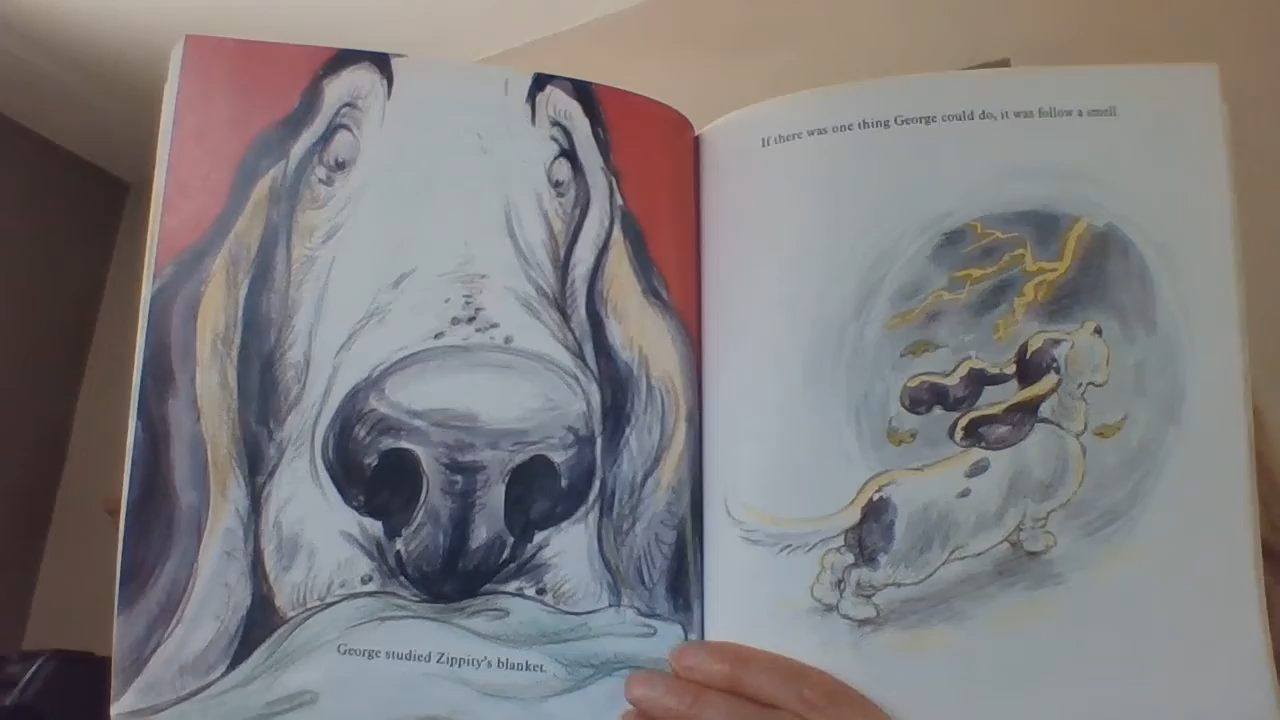 George studied Zippity's blanket.
If there was one thing George could do, it was follow a smell